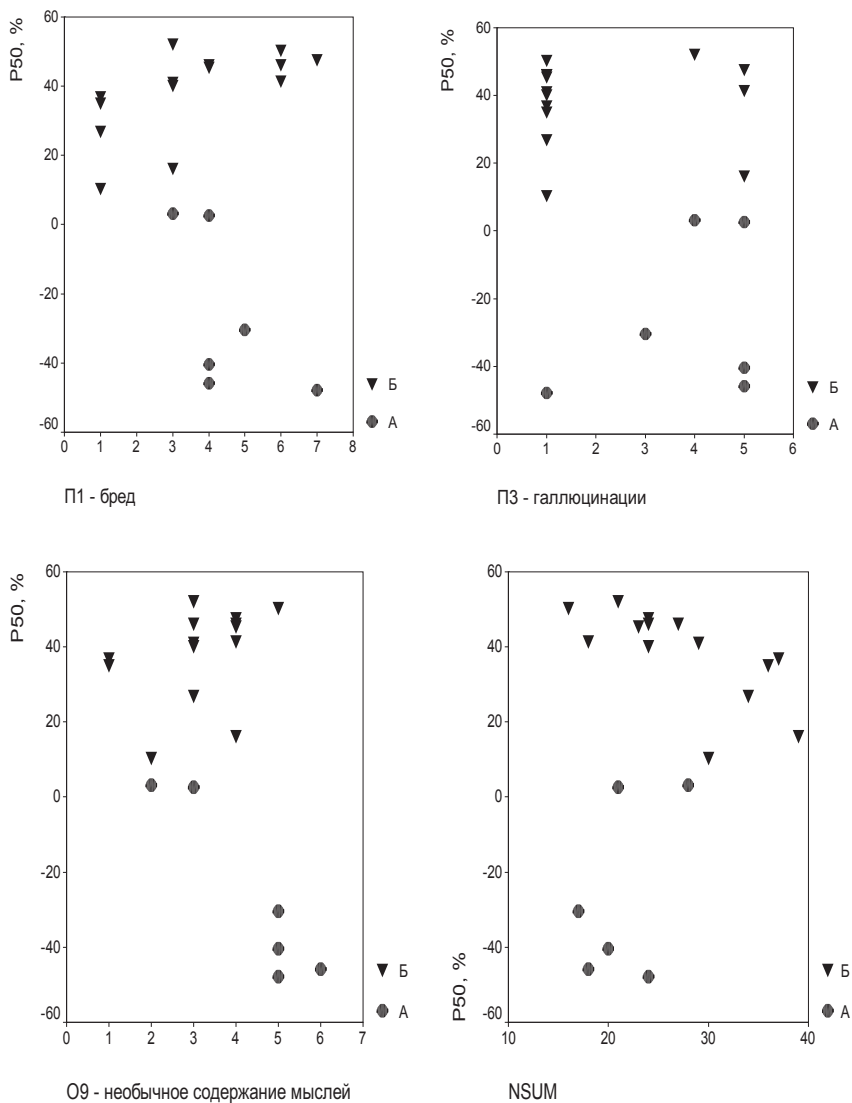 P50, %
60
40
20
0
-20
-40
-60
0 1 2 3 4 5 6 7 8
Б
А
П1 - бред
P50, %
60
40
20
0
-20
-40
-60
0 1 2 3 4 5 6
Б
А
П3 - галлюцинации
P50, %
60
40
20
0
-20
-40
-60
0 1 2 3 4 5 6 7
Б
А
О9 - необычное содержание мыслей
P50, %
60
40
20
0
-20
-40
-60
10 20 30 40
Б
А
NSUM